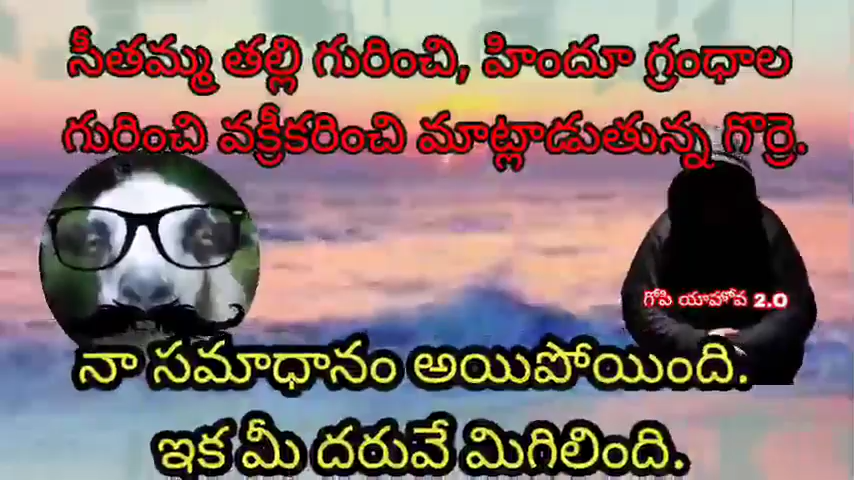 సీతమ్మ తల్లి గురించి, హిందూ గ్రంధాల
గురించి వక్రీకరించి మాట్లాడుతున్న గొర్రె.
గోపి యాహోవ 2.0
నా సమాధానం అయిపోయింది.
ఇక మీ దరువే మిగిలింది.